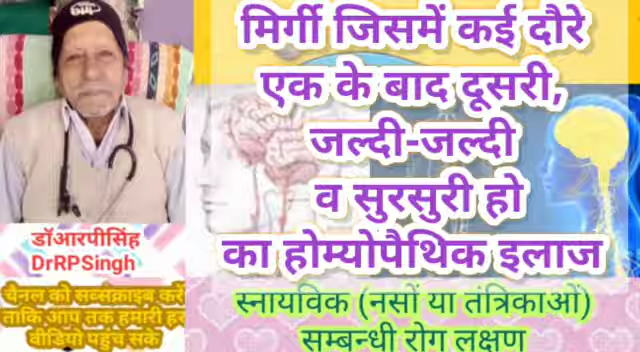 मिर्गी जिसमें कई दौरे
एक के बाद दूसरी,
जल्दी-जल्दी
व सुरसुरी हो
का होम्योपैथिक इलाज
स्नायविक (नसों या तंत्रिकाओं)
सम्बन्धी रोग लक्षण
डॉआरपीसिंह
DrRPSingh
चैनल को सब्सक्राइब करें
ताकि आप तक हमारी हर
वीडियो पहुंच सके